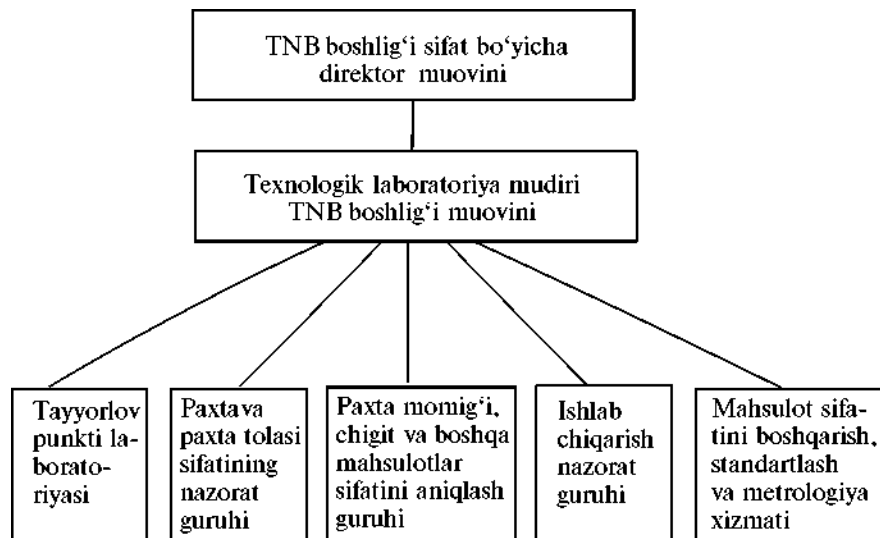 TNB boshlig‘i sifat bo‘yicha
direktor muovini
Texnologik laboratoriya mudiri
TNB boshlig‘i muovini
Tayyorlov
punkti la-
borato-
riyasi
Paxtava
paxta tolasi
sifatining
nazorat
guruhi
Paxta momig‘i,
chigit va boshqa
mahsulotlar
sifatini aniqlash
guruhi
Ishlab
chiqarish
nazorat
guruhi
Mahsulot sifa-
tini boshqarish,
standartlash
va metrologiya
xizmati